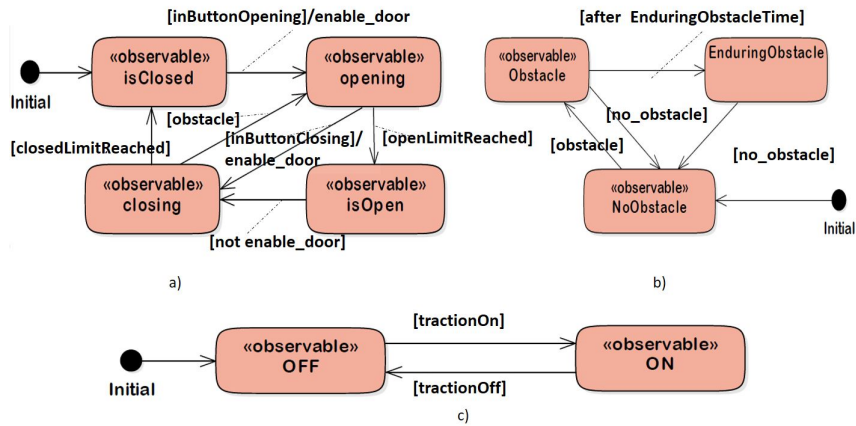 [inButtonOpening]/enable_door
«observable»
isClosed
«observable»
opening
Initial
[obstacle]
[inButtonClosing]/
enable_door
[openLimitReached]
[closedLimitReached]
«observable»
closing
«observable»
isOpen
[not enable_door]
a)
[after EnduringObstacleTime]
«observable»
Obstacle
EnduringObstacle
[no_obstacle]
[obstacle]
[no_obstacle]
«observable»
NoObstacle
Initial
b)
[tractionOn]
«observable»
OFF
«observable»
ON
Initial
[tractionOff]
c)